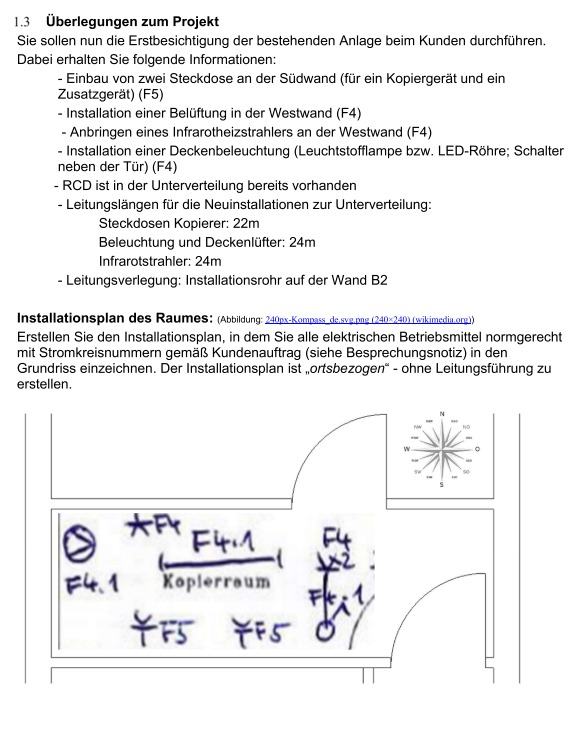 1.3 Überlegungen zum Projekt
Sie sollen nun die Erstbesichtigung der bestehenden Anlage beim Kunden durchführen.
Dabei erhalten Sie folgende Informationen:
- Einbau von zwei Steckdose an der Südwand (für ein Kopiergerät und ein
Zusatzgerät) (F5)
- Installation einer Belüftung in der Westwand (F4)
- Anbringen eines Infrarotheizstrahlers an der Westwand (F4)
- Installation einer Deckenbeleuchtung (Leuchtstofflampe bzw. LED-Röhre; Schalter
neben der Tür) (F4)
- RCD ist in der Unterverteilung bereits vorhanden
- Leitungslängen für die Neuinstallationen zur Unterverteilung:
Steckdosen Kopierer: 22m
Beleuchtung und Deckenlüfter: 24m
Infrarotstrahler: 24m
- Leitungsverlegung: Installationsrohr auf der Wand B2
Installationsplan des Raumes: (Abbildung: 240px-Kompass_de.svg.png (240×240) (wikimedia.org))
Erstellen Sie den Installationsplan, in dem Sie alle elektrischen Betriebsmittel normgerecht
mit Stromkreisnummern gemäß Kundenauftrag (siehe Besprechungsnotiz) in den
Grundriss einzeichnen. Der Installationsplan ist „ortsbezogen“ - ohne Leitungsführung zu
erstellen.
N
NW NO
W O
SW SO
S
F4
F4.1
F4
x2
F4.1
Kopierraum
F5
F5